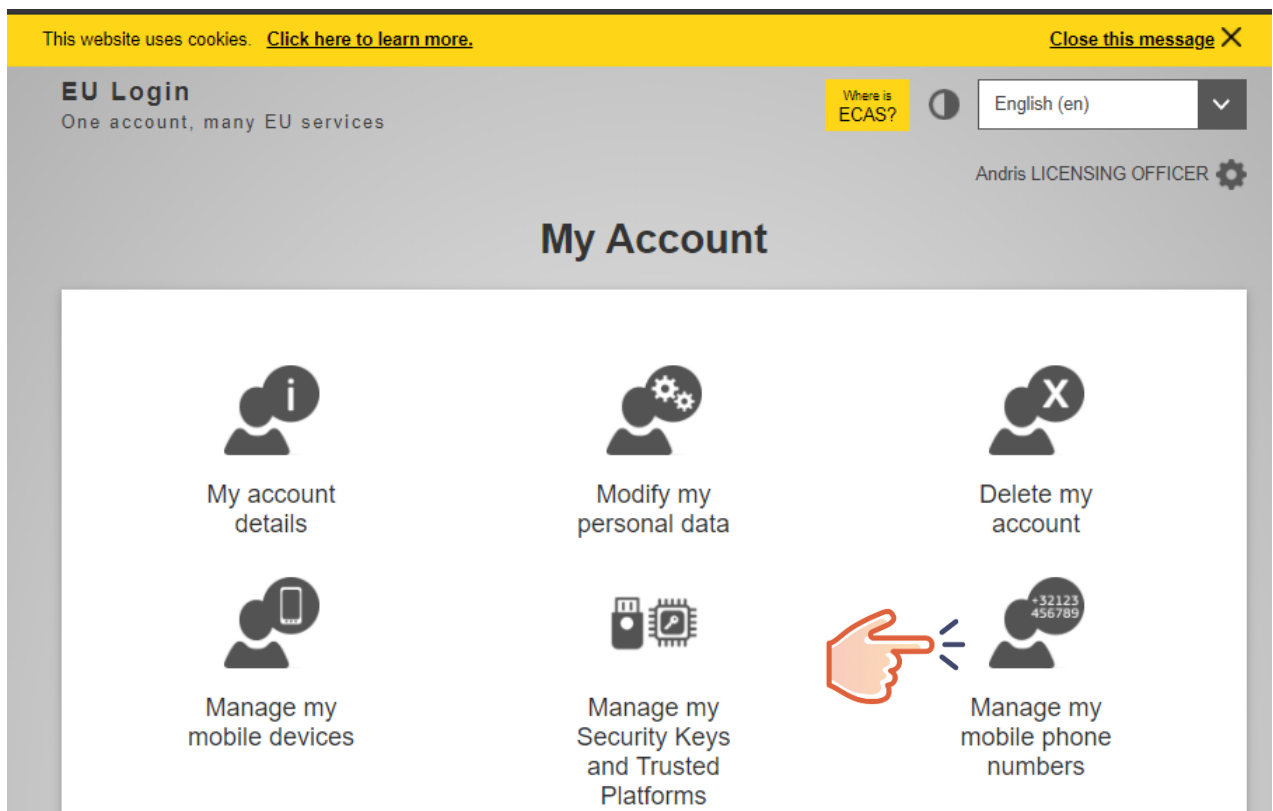 This website uses cookies. Click here to learn more.
Close this message
EU Login
One account, many EU services
Where is
ECAS?
English (en)
Andris LICENSING OFFICER
My Account
i
X
My account
details
Modify my
personal data
Delete my
account
+32123
456789
Manage my
mobile devices
Manage my
Security Keys
and Trusted
Platforms
Manage my
mobile phone
numbers